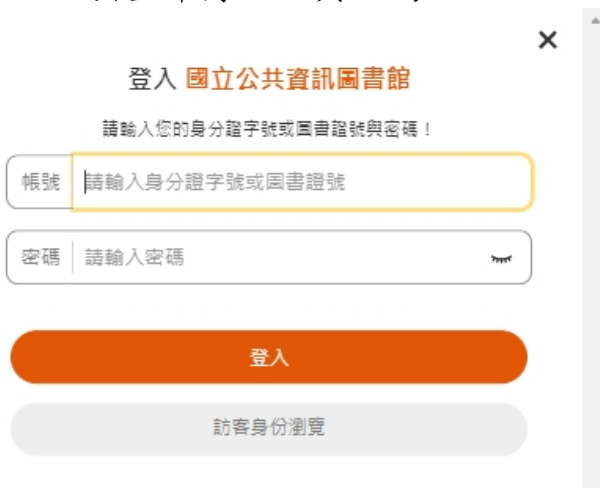 登入 國立公共資訊圖書館
請輸入您的身分證字號或圖書證號與密碼！
帳號 請輸入身分證字號或圖書證號
密碼 請輸入密碼
登入
訪客身份瀏覽